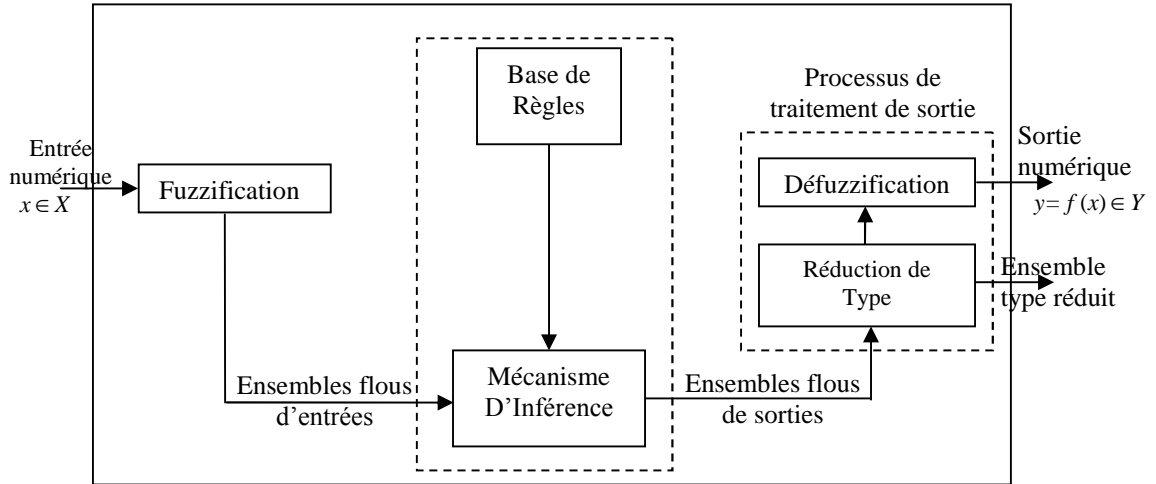 Base de
Règles
Processus de
traitement de sortie
Entrée
numérique
x ∈ X
Fuzzification
Défuzzification
Sortie
numérique
y= f (x) ∈ Y
Réduction de
Type
Ensemble
type réduit
Ensembles flous
d’entrées
Mécanisme
D’Inférence
Ensembles flous
de sorties